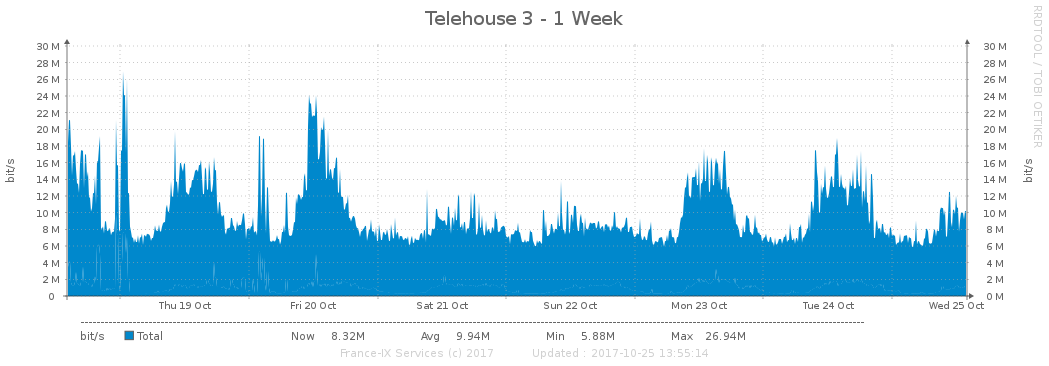 Telehouse 3 - 1 Week
RRDTOOL / TOBI OETIKER
bit/s
30 M 30 M
28 M 28 M
26 M 26 M
24 M 24 M
22 M 22 M
20 M 20 M
18 M 18 M
16 M 16 M
14 M 14 M
12 M 12 M
10 M 10 M
8 M 8 M
6 M 6 M
4 M 4 M
2 M 2 M
0 0 M
bit/s
Thu 19 Oct Fri 20 Oct Sat 21 Oct Sun 22 Oct Mon 23 Oct Tue 24 Oct Wed 25 Oct
bit/s Total Now 8.32M Avg 9.94M Min 5.88M Max 26.94M
France-IX Services (c) 2017 Updated : 2017-10-25 13:55:14